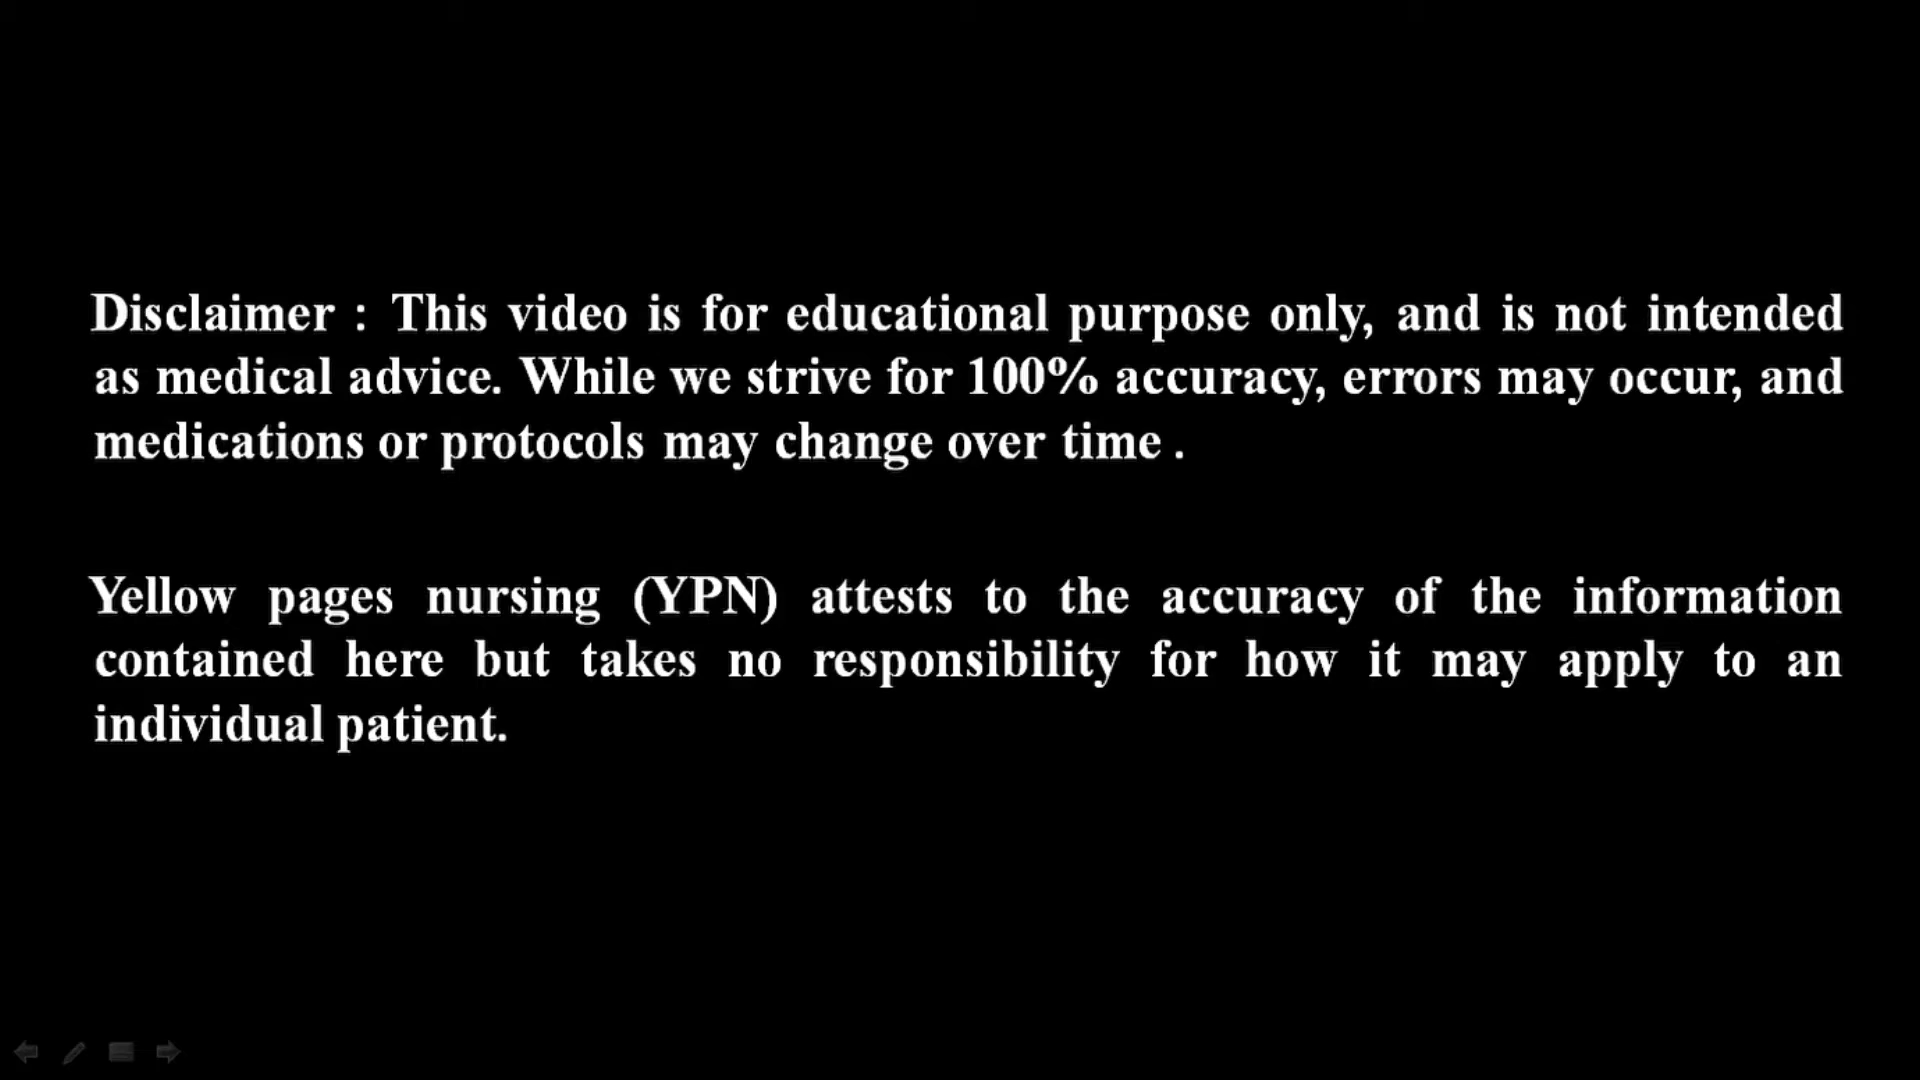 Disclaimer : This video is for educational purpose only, and is not intended
as medical advice. While we strive for 100% accuracy, errors may occur, and
medications or protocols may change over time .
Yellow pages nursing (YPN) attests to the accuracy of the information
contained here but takes no responsibility for how it may apply to an
individual patient.